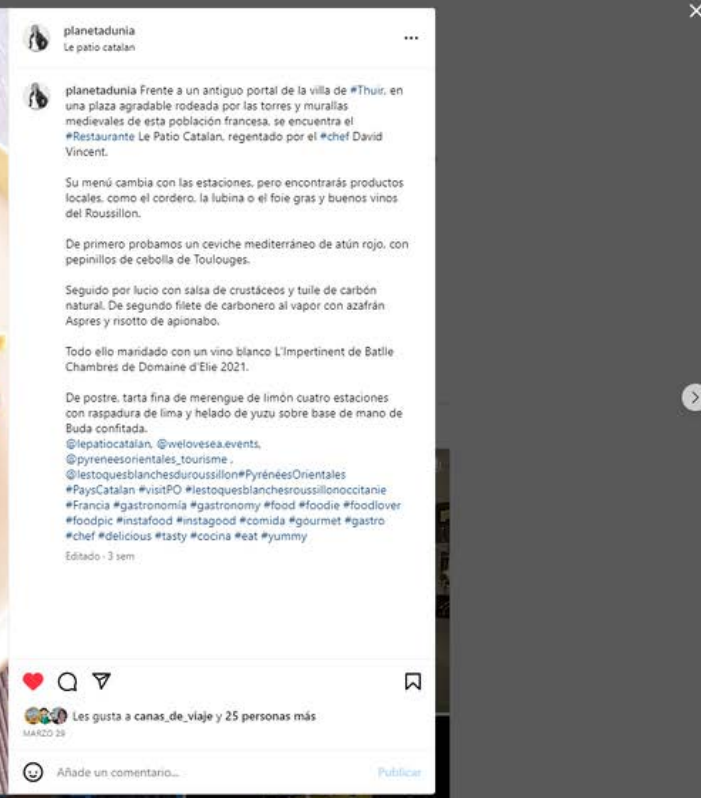 planetadunia
Le patio catalan
planetadunia Frente a un antiguo portal de la villa de #Thuir, en
una plaza agradable rodeada por las torres y murallas
medievales de esta población francesa, se encuentra el
#Restaurante Le Patio Catalan, regentado por el #chef David
Vincent.
Su menú cambia con las estaciones, pero encontrarás productos
locales, como el cordero, la lubina o el foie gras y buenos vinos
del Roussillon.
De primero probamos un ceviche mediterráneo de atún rojo, con
pepinillos de cebolla de Toulouges.
Seguido por lucio con salsa de crustáceos y tuile de carbón
natural. De segundo filete de carbonero al vapor con azafrán
Aspres y risotto de apionabo.
Todo ello maridado con un vino blanco L'Impertinent de Batlle
Chambres de Domaine d'Elie 2021.
De postre, tarta fina de merengue de limón cuatro estaciones
con raspadura de lima y helado de yuzu sobre base de mano de
Buda confitada.
@lepatiocatalan, @welovesea.events,
@pyreneesorientales_tourisme .
@lestoquesblanchesduroussillon#PyrénéesOrientales
#PaysCatalan #visitPO #lestoquesblanchesroussillonoccitanie
#Francia #gastronomía #gastronomy #food #foodie #foodlover
#foodpic #instafood #instagood #comida #gourmet #gastro
#chef #delicious #tasty #cocina #eat #yummy
Editado · 3 sem
Les gusta a canas_de_viaje y 25 personas más
MARZO 29
Añade un comentario...
Publicar